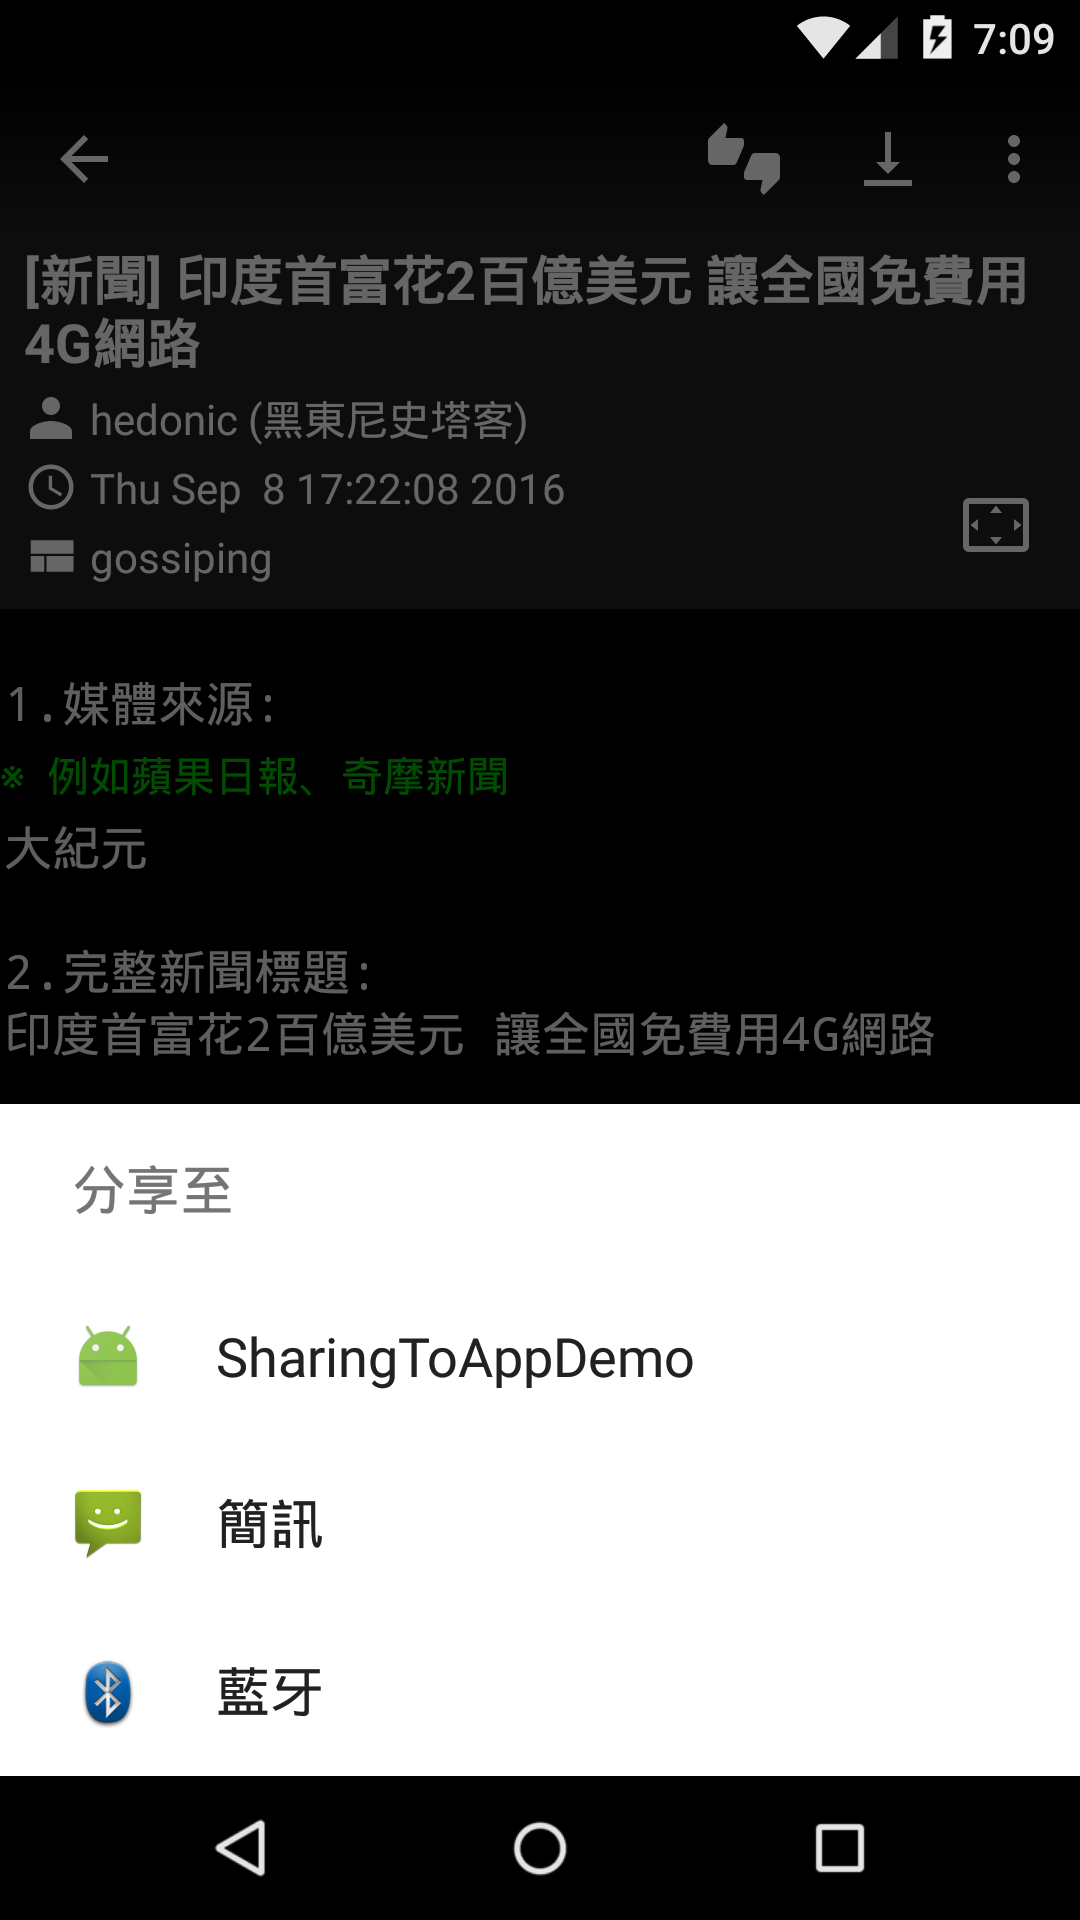 7:09
[新聞] 印度首富花2百億美元 讓全國免費用
4G網路
hedonic (黑東尼史塔客)
Thu Sep  8 17:22:08 2016
gossiping
1.媒體來源:
※ 例如蘋果日報、奇摩新聞
大紀元
2.完整新聞標題:
印度首富花2百億美元 讓全國免費用4G網路
分享至
SharingToAppDemo
簡訊
藍牙